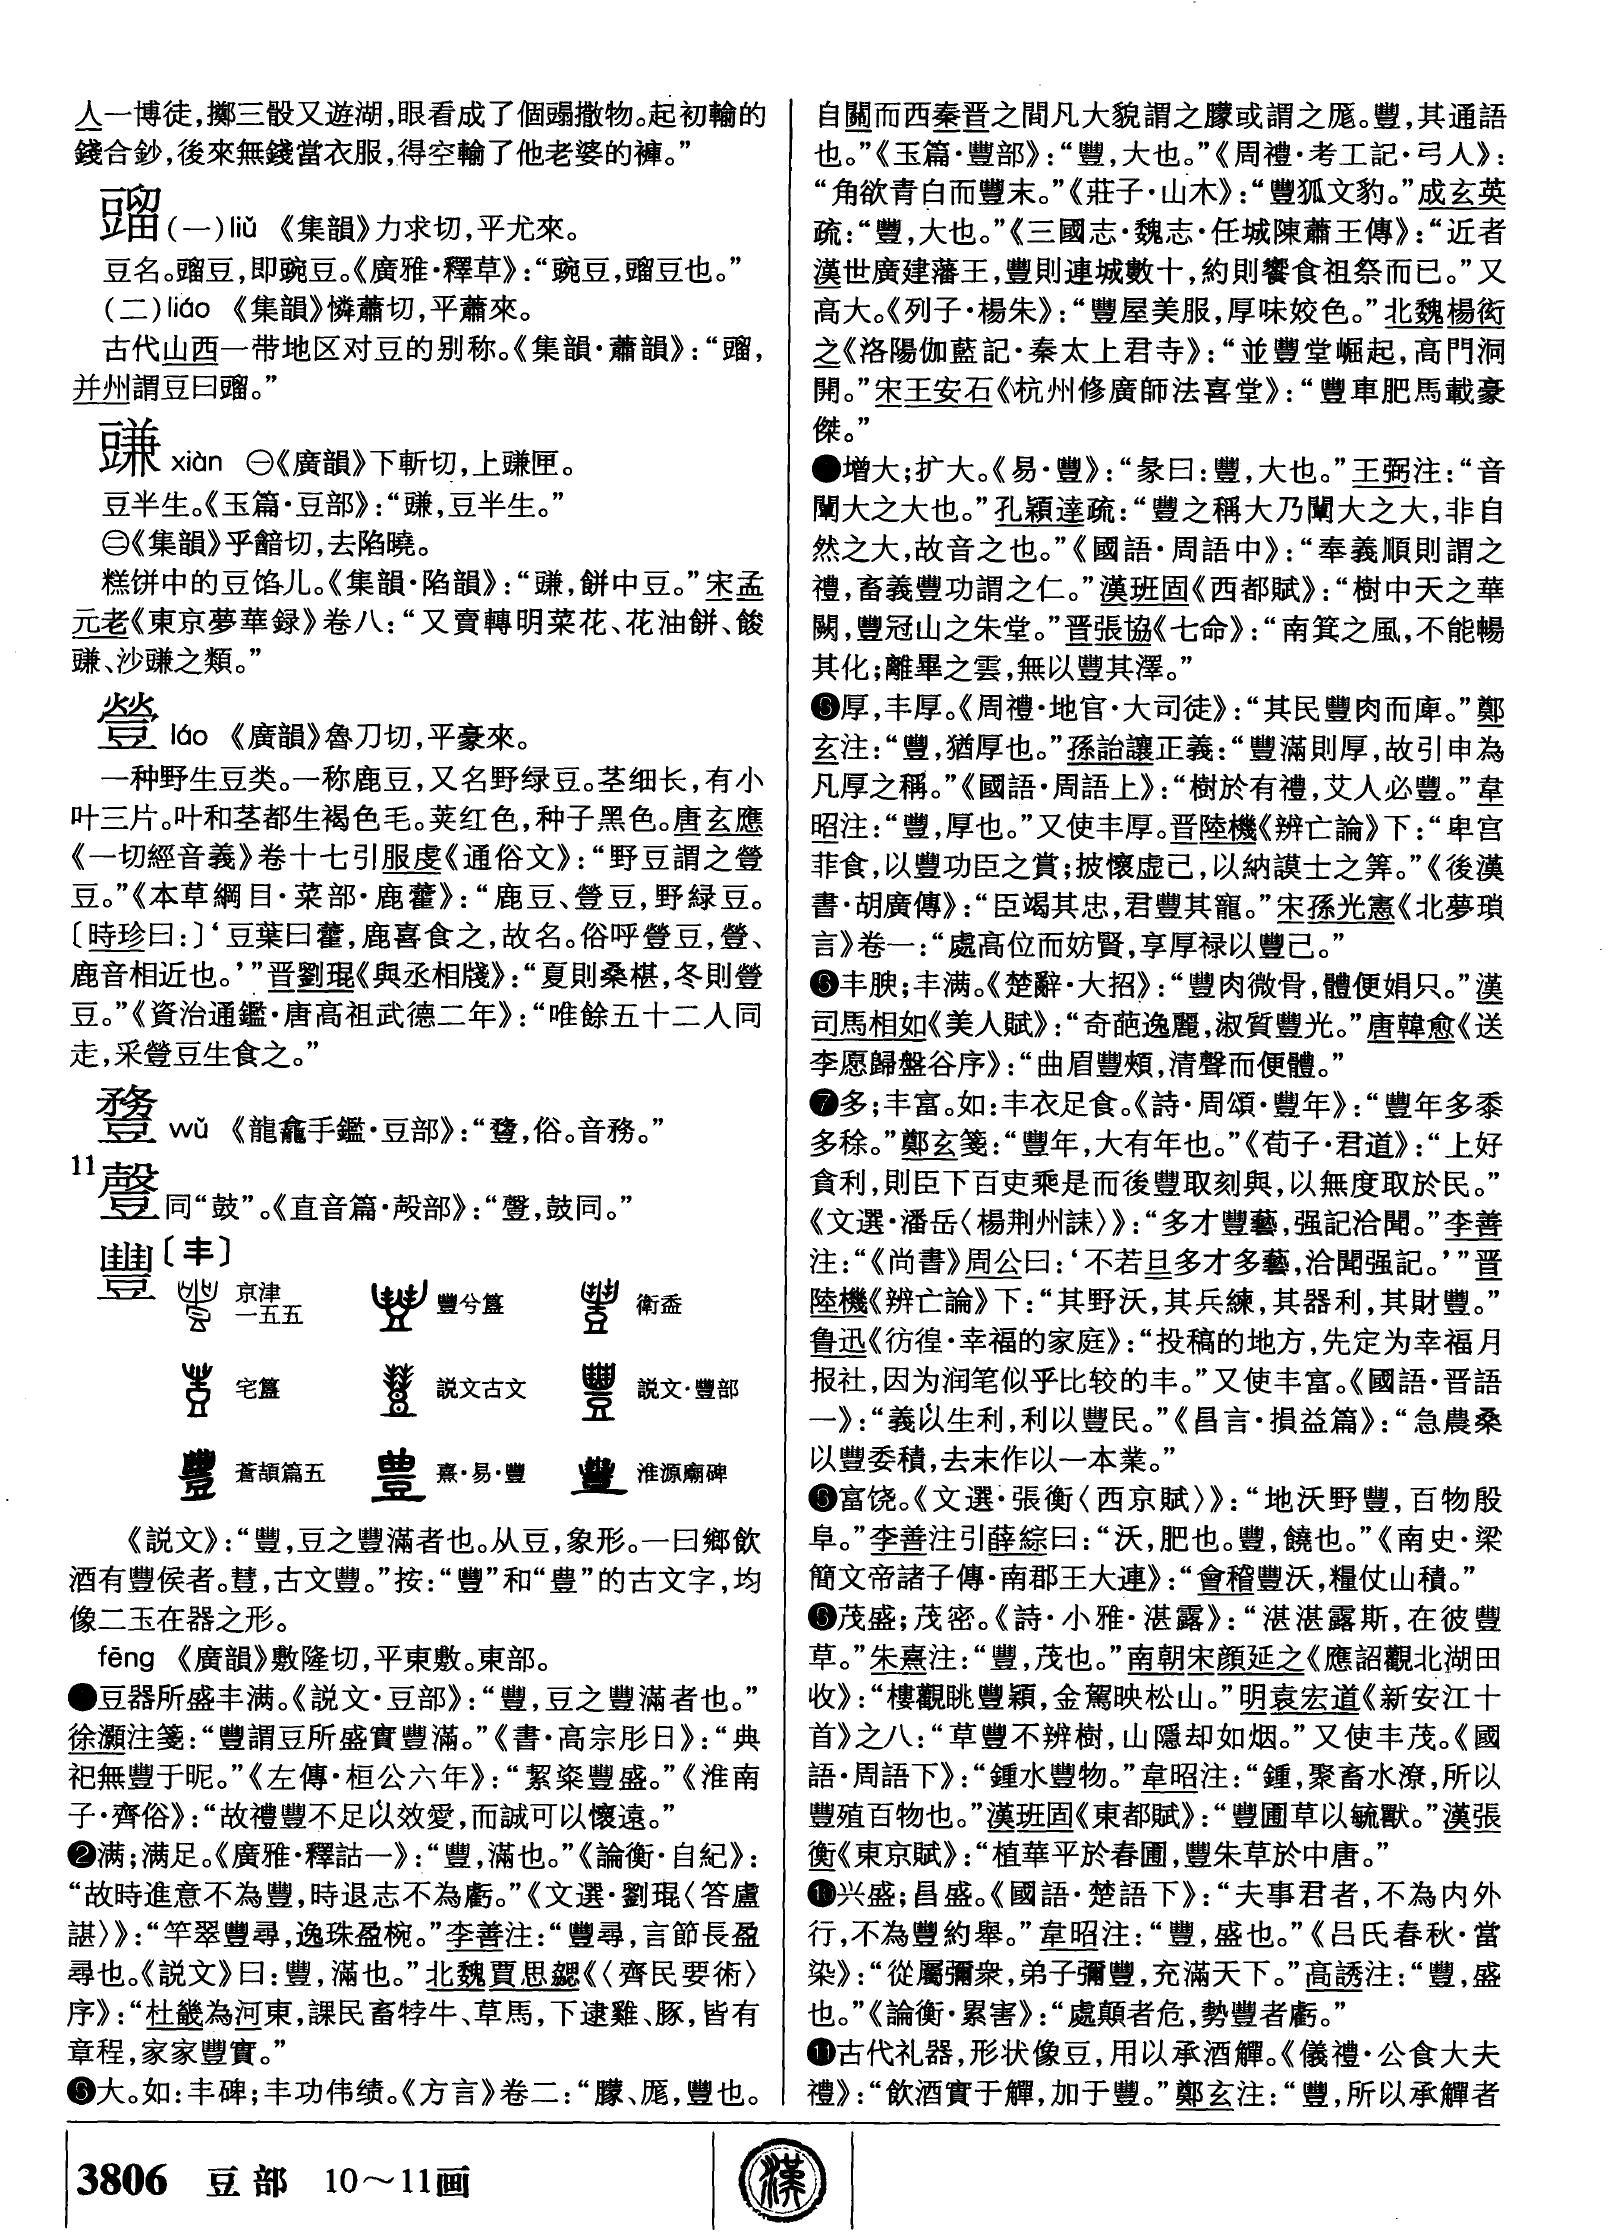 人一博徒,擲三骰又遊湖,眼看成了個塌撒物。起初輸的
錢合鈔,後來無錢當衣服,得空輸了他老婆的褲。”
䝀(一)liǔ 《集韻》力求切,平尤來。
豆名。䝀豆,即豌豆。《廣雅·釋草》:“豌豆,䝀豆也。”
(二)liáo 《集韻》憐蕭切,平蕭來。
古代山西一带地区对豆的别称。《集韻·蕭韻》:“䝀,
并州謂豆曰䝀。”
豏 xiàn ㊀《廣韻》下斬切,上豏匣。
豆半生。《玉篇·豆部》:“豏,豆半生。”
㊁《集韻》乎韽切,去陷曉。
糕饼中的豆馅儿。《集韻·陷韻》:“豏,餅中豆。”宋孟
元老《東京夢華録》卷八:“又賣轉明菜花、花油餅、餕
豏、沙豏之類。”
láo 《廣韻》魯刀切,平豪來。
一种野生豆类。一称鹿豆,又名野绿豆。茎细长,有小
叶三片。叶和茎都生褐色毛。荚红色,种子黑色。唐玄應
《一切經音義》卷十七引服虔《通俗文》:“野豆謂之䝁
豆。”《本草綱目·菜部·鹿藿》:“鹿豆、䝁豆,野緑豆。
〔時珍曰:〕‘豆葉曰藿,鹿喜食之,故名。俗呼䝁豆,䝁、
鹿音相近也。’”晋劉琨《與丞相牋》:“夏則桑椹,冬則䝁
豆。”《資治通鑑·唐高祖武德二年》:“唯餘五十二人同
走,采䝁豆生食之。”
wǔ 《龍龕手鑑·豆部》:“,俗。音務。”
11
同“鼓”。《直音篇·殸部》:“,鼓同。”
豐〔丰〕
京津一五五 豐兮簋 衛盉
宅簋 説文古文 説文·豐部
蒼頡篇五 熹·易·豐 淮源廟碑
《説文》:“豐,豆之豐滿者也。从豆,象形。一曰鄉飲
酒有豐侯者。,古文豐。”按:“豐”和“豊”的古文字,均
像二玉在器之形。
fēng 《廣韻》敷隆切,平東敷。東部。
豆器所盛丰满。《説文·豆部》:“豐,豆之豐滿者也。”
徐灝注箋:“豐謂豆所盛實豐滿。”《書·高宗肜日》:“典
祀無豐于昵。”《左傳·桓公六年》:“絜粢豐盛。”《淮南
子·齊俗》:“故禮豐不足以效愛,而誠可以懷遠。”
❷满;满足。《廣雅·釋詁一》:“豐,滿也。”《論衡·自紀》:
“故時進意不為豐,時退志不為虧。”《文選·劉琨〈答盧
諶〉》:“竿翠豐尋,逸珠盈椀。”李善注:“豐尋,言節長盈
尋也。《説文》曰:豐,滿也。”北魏賈思勰《〈齊民要術〉
序》:“杜畿為河東,課民畜牸牛、草馬,下逮雞、豚,皆有
章程,家家豐實。”
大。如:丰碑;丰功伟绩。《方言》卷二:“朦、厖,豐也。
自關而西秦晋之間凡大貌謂之朦或謂之厖。豐,其通語
也。”《玉篇·豐部》:“豐,大也。”《周禮·考工記·弓人》:
“角欲青白而豐末。”《莊子·山木》:“豐狐文豹。”成玄英
疏:“豐,大也。”《三國志·魏志·任城陳蕭王傳》:“近者
漢世廣建藩王,豐則連城數十,約則饗食祖祭而已。”又
高大。《列子·楊朱》:“豐屋美服,厚味姣色。”北魏楊衒
之《洛陽伽藍記·秦太上君寺》:“並豐堂崛起,高門洞
開。”宋王安石《杭州修廣師法喜堂》:“豐車肥馬載豪
傑。”
增大;扩大。《易·豐》:“彖曰:豐,大也。”王弼注:“音
闡大之大也。”孔穎達疏:“豐之稱大乃闡大之大,非自
然之大,故音之也。”《國語·周語中》:“奉義順則謂之
禮,畜義豐功謂之仁。”漢班固《西都賦》:“樹中天之華
闕,豐冠山之朱堂。”晋張協《七命》:“南箕之風,不能暢
其化;離畢之雲,無以豐其澤。”
厚,丰厚。《周禮·地官·大司徒》:“其民豐肉而庳。”鄭
玄注:“豐,猶厚也。”孫詒讓正義:“豐滿則厚,故引申為
凡厚之稱。”《國語·周語上》:“樹於有禮,艾人必豐。”韋
昭注:“豐,厚也。”又使丰厚。晋陸機《辨亡論》下:“卑宫
菲食,以豐功臣之賞;披懷虚己,以納謨士之筭。”《後漢
書·胡廣傳》:“臣竭其忠,君豐其寵。”宋孫光憲《北夢瑣
言》卷一:“處高位而妨賢,享厚禄以豐己。”
丰腴;丰满。《楚辭·大招》:“豐肉微骨,體便娟只。”漢
司馬相如《美人賦》:“奇葩逸麗,淑質豐光。”唐韓愈《送
李愿歸盤谷序》:“曲眉豐頰,清聲而便體。”
❼多;丰富。如:丰衣足食。《詩·周頌·豐年》:“豐年多黍
多稌。”鄭玄箋:“豐年,大有年也。”《荀子·君道》:“上好
貪利,則臣下百吏乘是而後豐取刻與,以無度取於民。”
《文選·潘岳〈楊荆州誄〉》:“多才豐藝,强記洽聞。”李善
注:“《尚書》周公曰:‘不若旦多才多藝,洽聞强記。’”晋
陸機《辨亡論》下:“其野沃,其兵練,其器利,其財豐。”
鲁迅《彷徨·幸福的家庭》:“投稿的地方,先定为幸福月
报社,因为润笔似乎比较的丰。”又使丰富。《國語·晋語
一》:“義以生利,利以豐民。”《昌言·損益篇》:“急農桑
以豐委積,去末作以一本業。”
富饶。《文選·張衡〈西京賦〉》:“地沃野豐,百物殷
阜。”李善注引薛綜曰:“沃,肥也。豐,饒也。”《南史·梁
簡文帝諸子傳·南郡王大連》:“會稽豐沃,糧仗山積。”
茂盛;茂密。《詩·小雅·湛露》:“湛湛露斯,在彼豐
草。”朱熹注:“豐,茂也。”南朝宋顔延之《應詔觀北湖田
收》:“樓觀眺豐穎,金駕映松山。”明袁宏道《新安江十
首》之八:“草豐不辨樹,山隱却如烟。”又使丰茂。《國
語·周語下》:“鍾水豐物。”韋昭注:“鍾,聚畜水潦,所以
豐殖百物也。”漢班固《東都賦》:“豐圃草以毓獸。”漢張
衡《東京賦》:“植華平於春圃,豐朱草於中唐。”
兴盛;昌盛。《國語·楚語下》:“夫事君者,不為内外
行,不為豐約舉。”韋昭注:“豐,盛也。”《吕氏春秋·當
染》:“從屬彌衆,弟子彌豐,充滿天下。”高誘注:“豐,盛
也。”《論衡·累害》:“處顛者危,勢豐者虧。”
⓫古代礼器,形状像豆,用以承酒觶。《儀禮·公食大夫
禮》:“飲酒實于觶,加于豐。”鄭玄注:“豐,所以承觶者
3806 豆部 10～11画
漢